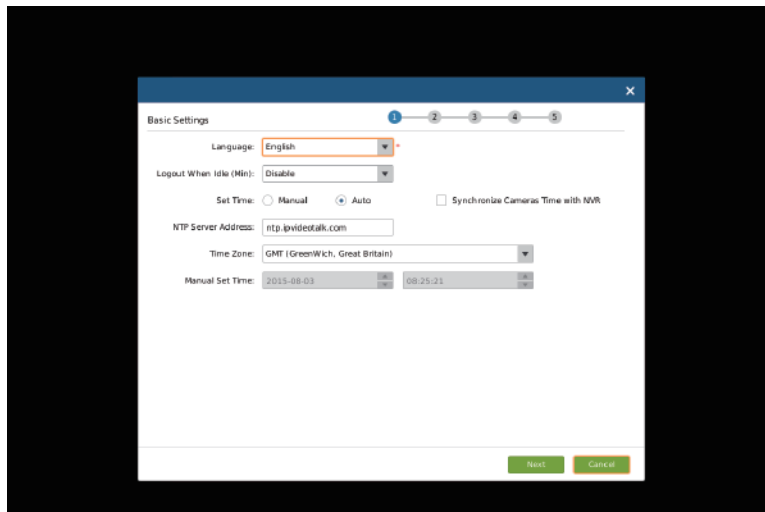 ×
Basic Settings
1 2 3 4 5
Language: English *
Logout When Idle (Min): Disable
Set Time: Manual Auto Synchronize Cameras Time with NVR
NTP Server Address: ntp.ipvideotalk.com
Time Zone: GMT (GreenWich, Great Britain)
Manual Set Time: 2015-08-03 08:25:21
Next Cancel